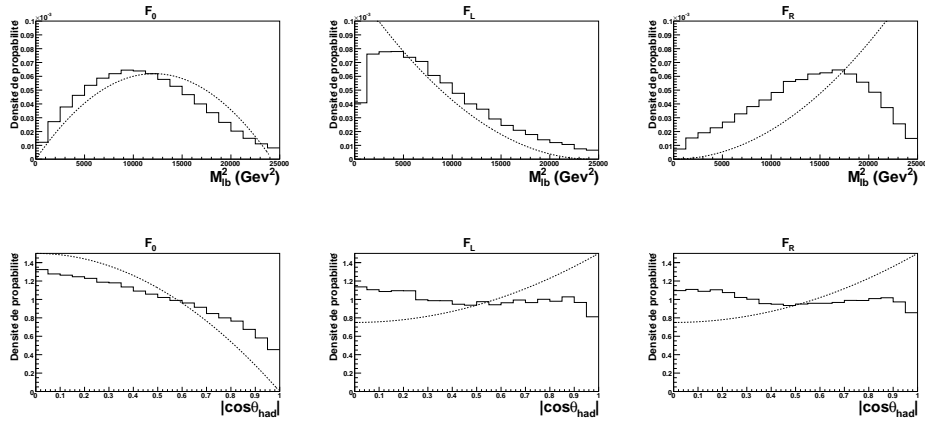 F0 FL FR
×10-3 ×10-3 ×10-3
Densité de propabilité Densité de propabilité Densité de propabilité
0.1 0.1 0.1
0.09 0.09 0.09
0.08 0.08 0.08
0.07 0.07 0.07
0.06 0.06 0.06
0.05 0.05 0.05
0.04 0.04 0.04
0.03 0.03 0.03
0.02 0.02 0.02
0.01 0.01 0.01
0 0 0
0 5000 10000 15000 20000 25000 0 5000 10000 15000 20000 25000 0 5000 10000 15000 20000 25000
M2lb (Gev2) M2lb (Gev2) M2lb (Gev2)
F0 FL FR
Densité de propabilité Densité de propabilité Densité de propabilité
1.4 1.4 1.4
1.2 1.2 1.2
1 1 1
0.8 0.8 0.8
0.6 0.6 0.6
0.4 0.4 0.4
0.2 0.2 0.2
0 0 0
0 0.1 0.2 0.3 0.4 0.5 0.6 0.7 0.8 0.9 1 0 0.1 0.2 0.3 0.4 0.5 0.6 0.7 0.8 0.9 1 0 0.1 0.2 0.3 0.4 0.5 0.6 0.7 0.8 0.9 1
|cosθhad| |cosθhad| |cosθhad|